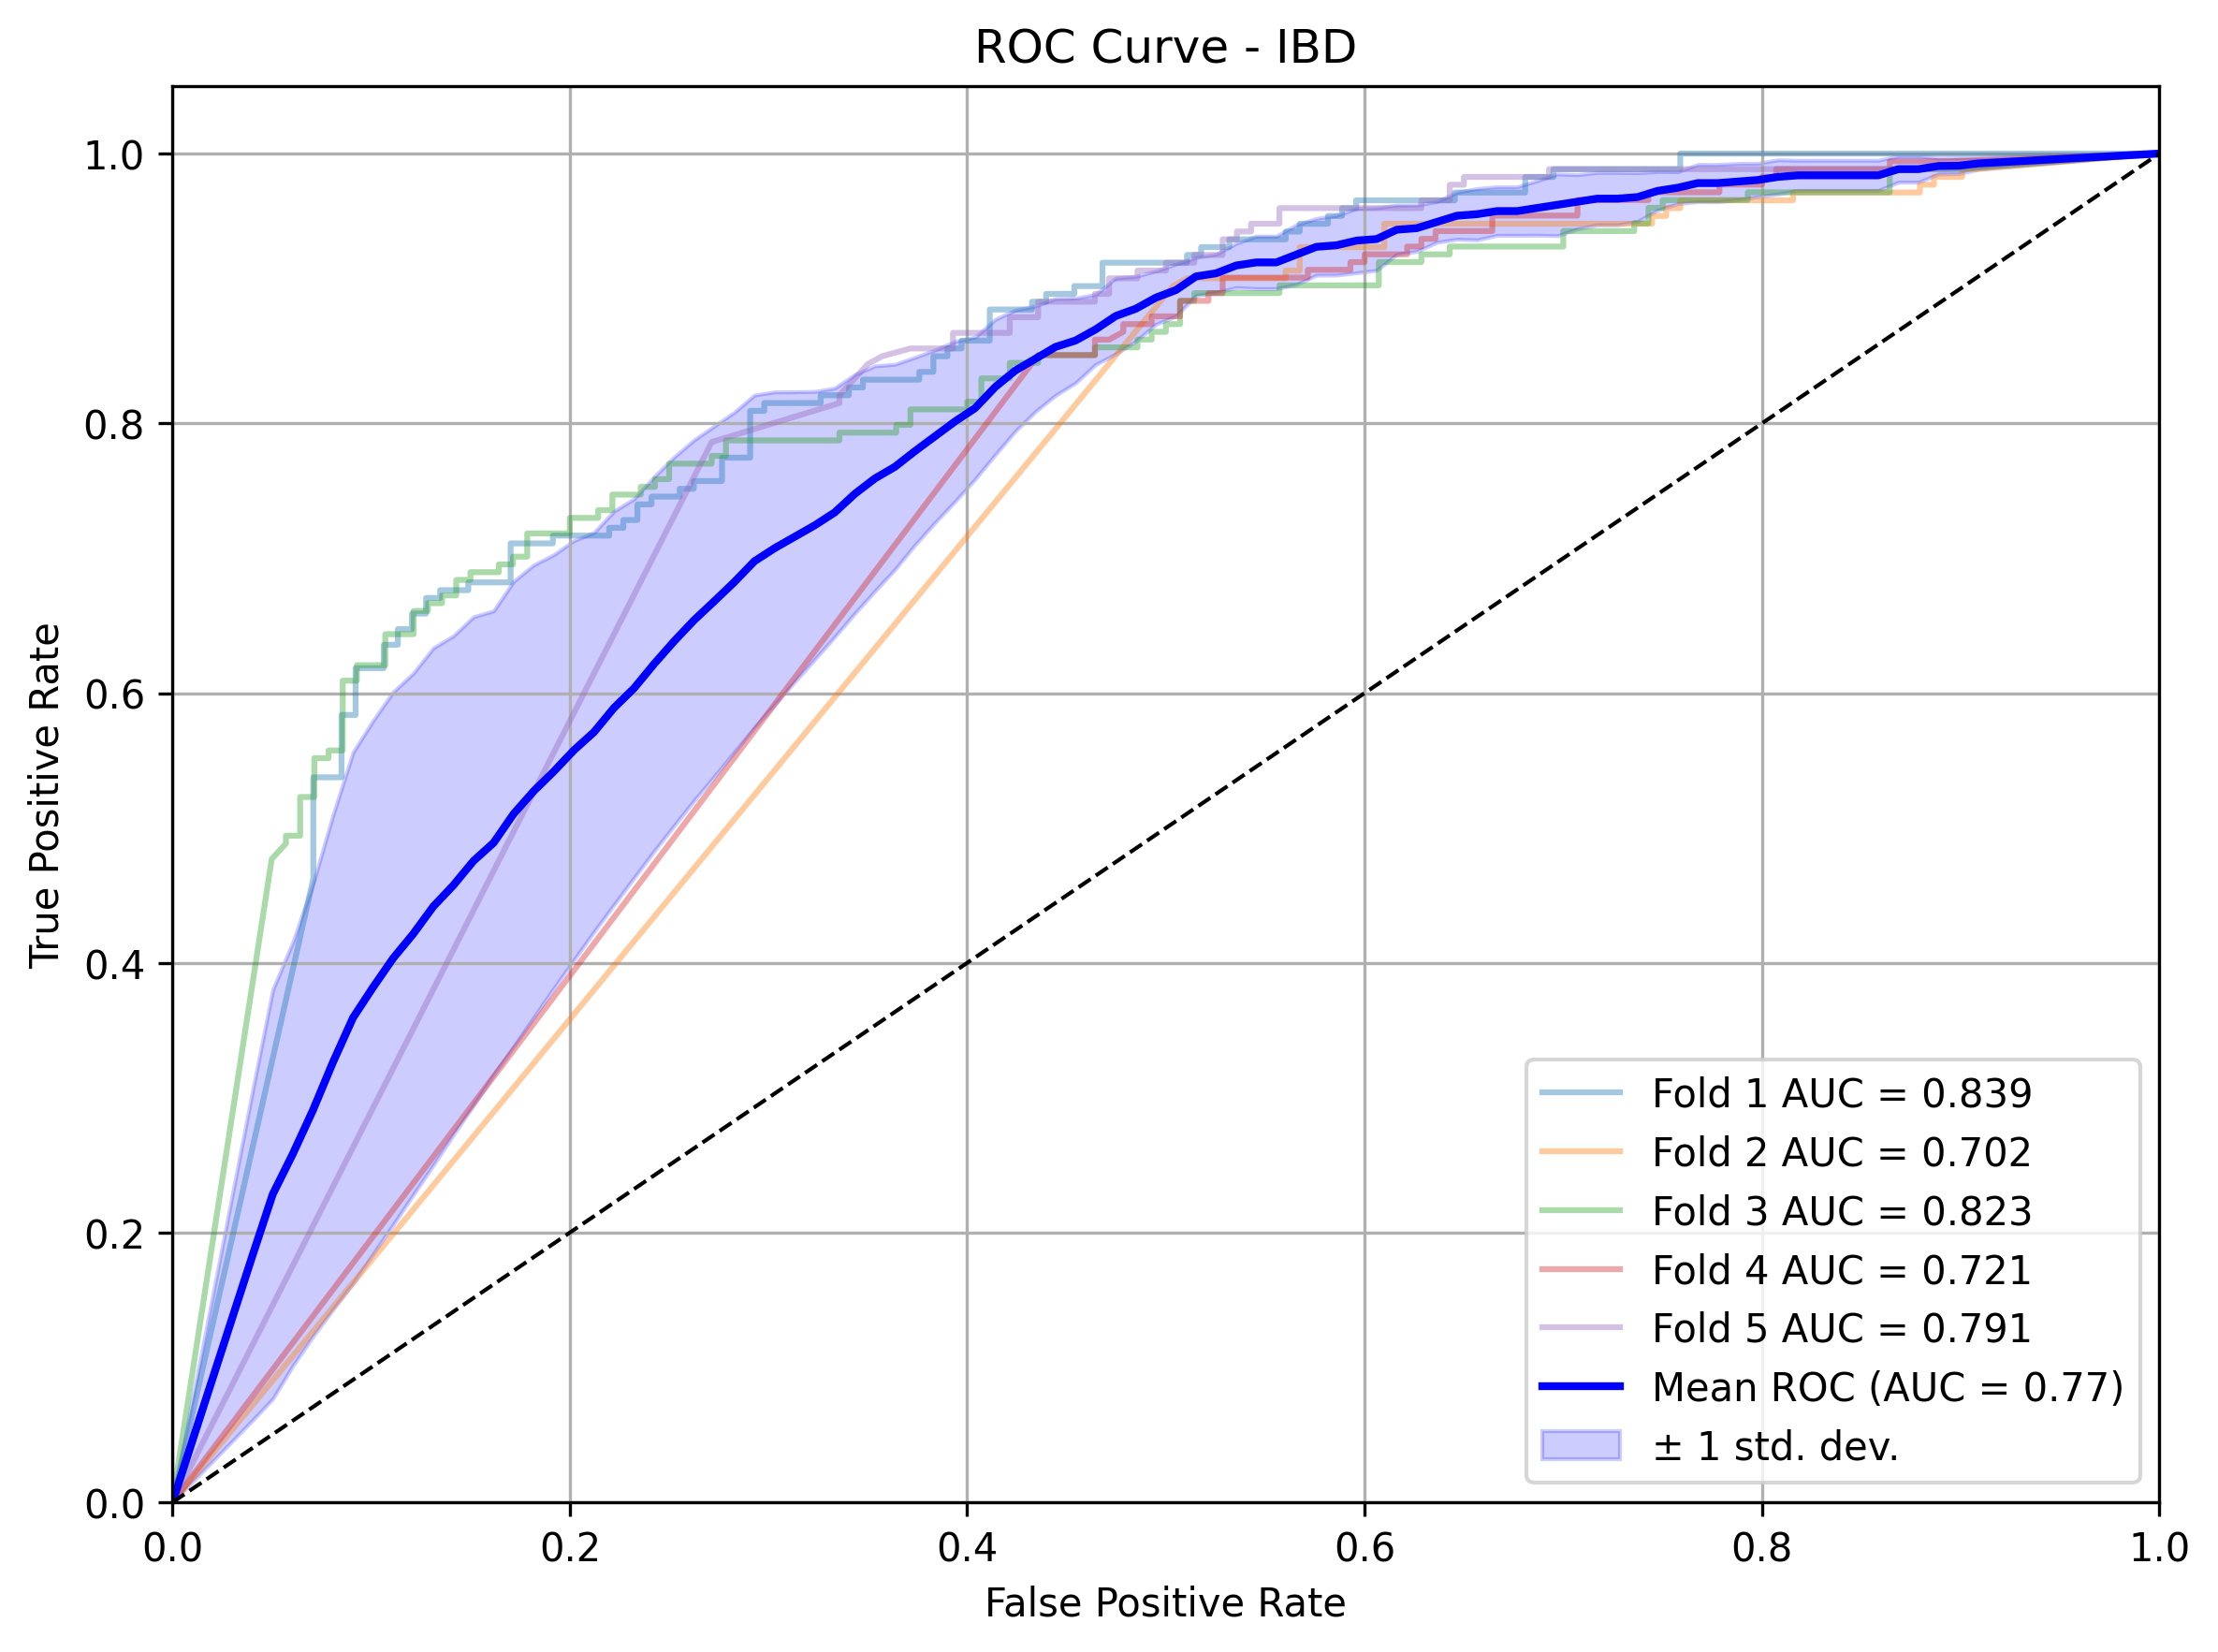 ROC Curve - IBD
True Positive Rate
1.0
0.8
0.6
0.4
0.2
0.0
0.0 0.2 0.4 0.6 0.8 1.0
False Positive Rate
Fold 1 AUC = 0.839
Fold 2 AUC = 0.702
Fold 3 AUC = 0.823
Fold 4 AUC = 0.721
Fold 5 AUC = 0.791
Mean ROC (AUC = 0.77)
± 1 std. dev.